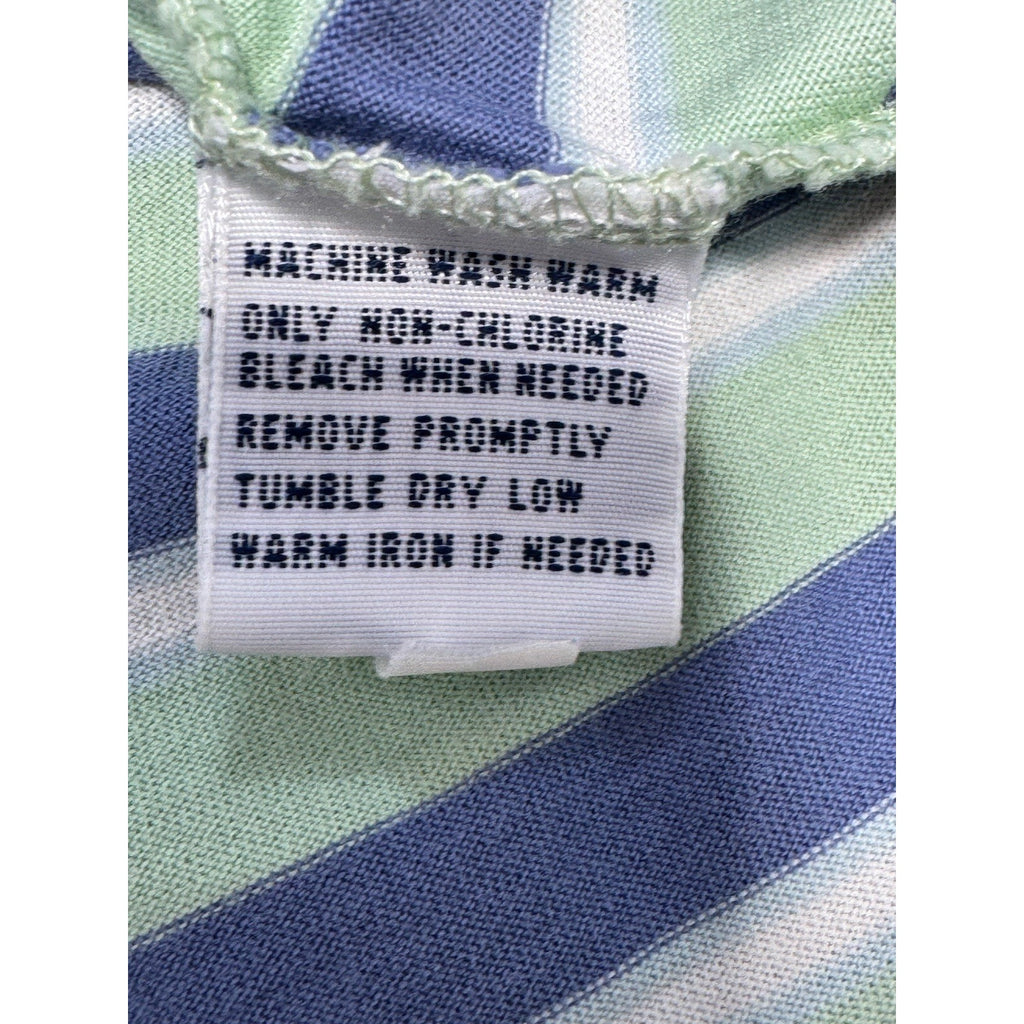 MACHINE WASH WARM
ONLY NON-CHLORINE
BLEACH WHEN NEEDED
REMOVE PROMPTLY
TUMBLE DRY LOW
WARM IRON IF NEEDED